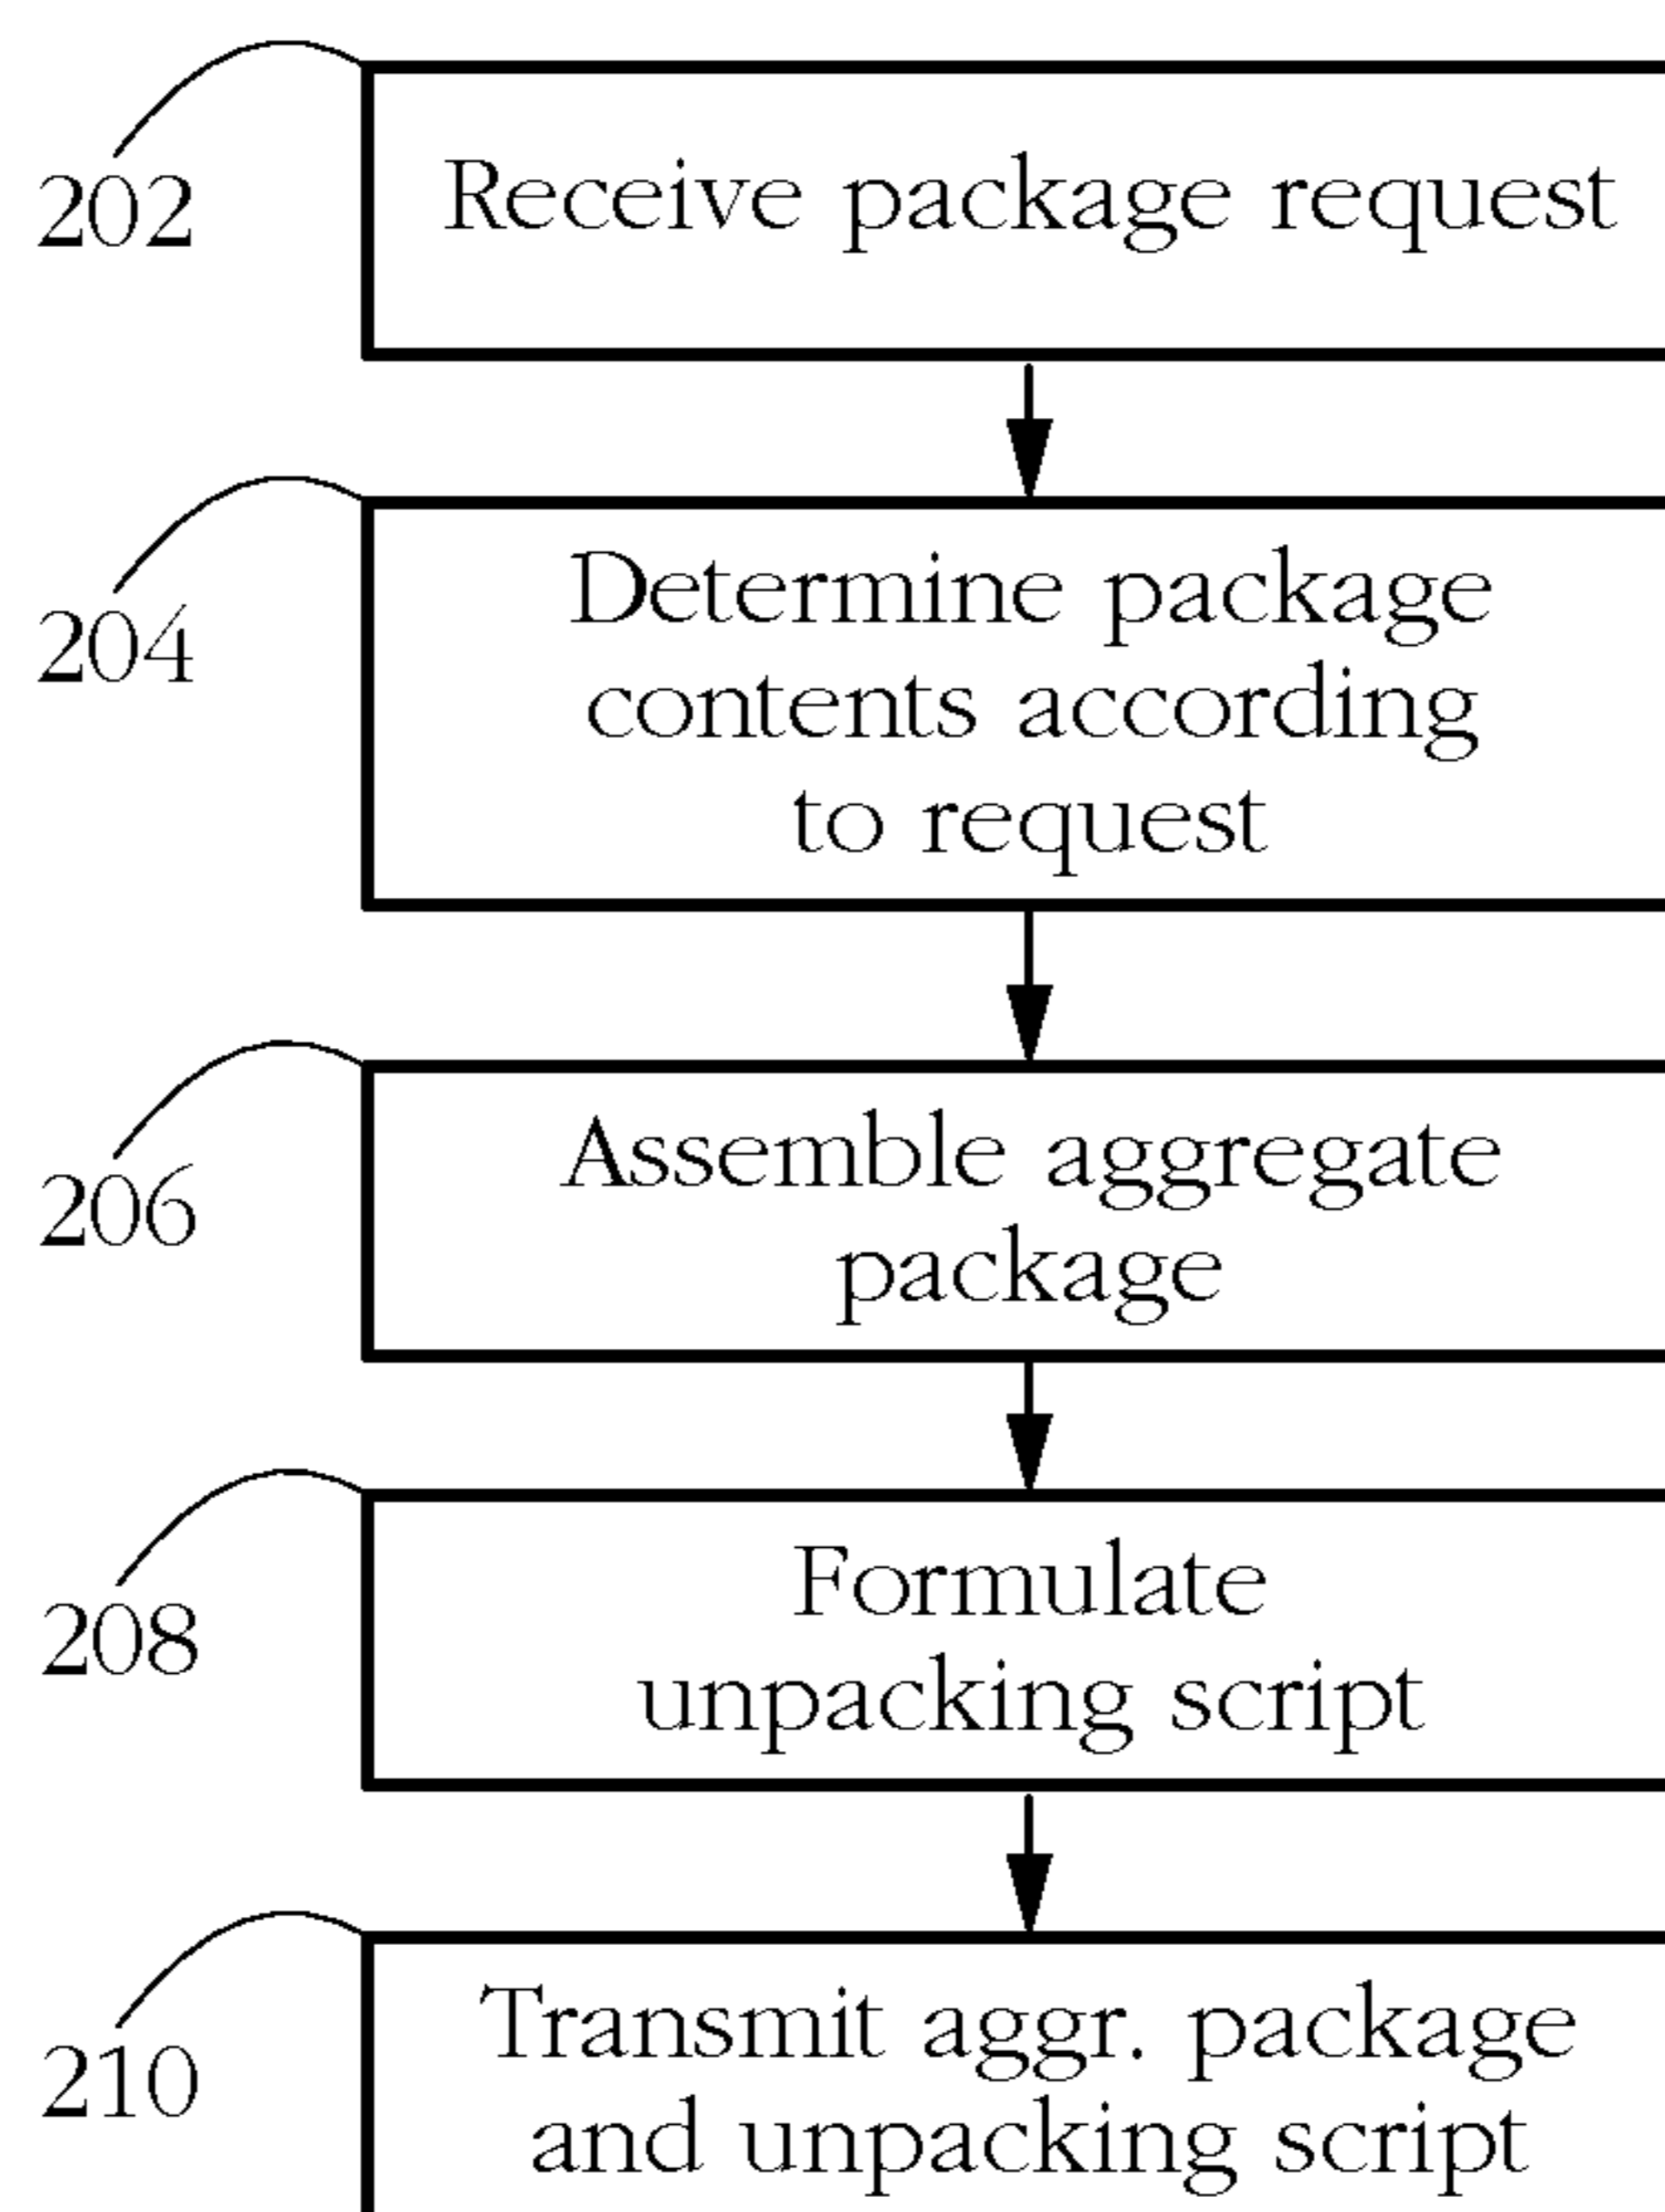 202
Receive package request
204
Determine package
contents according
to request
206
Assemble aggregate
package
208
Formulate
unpacking script
210
Transmit aggr. package
and unpacking script